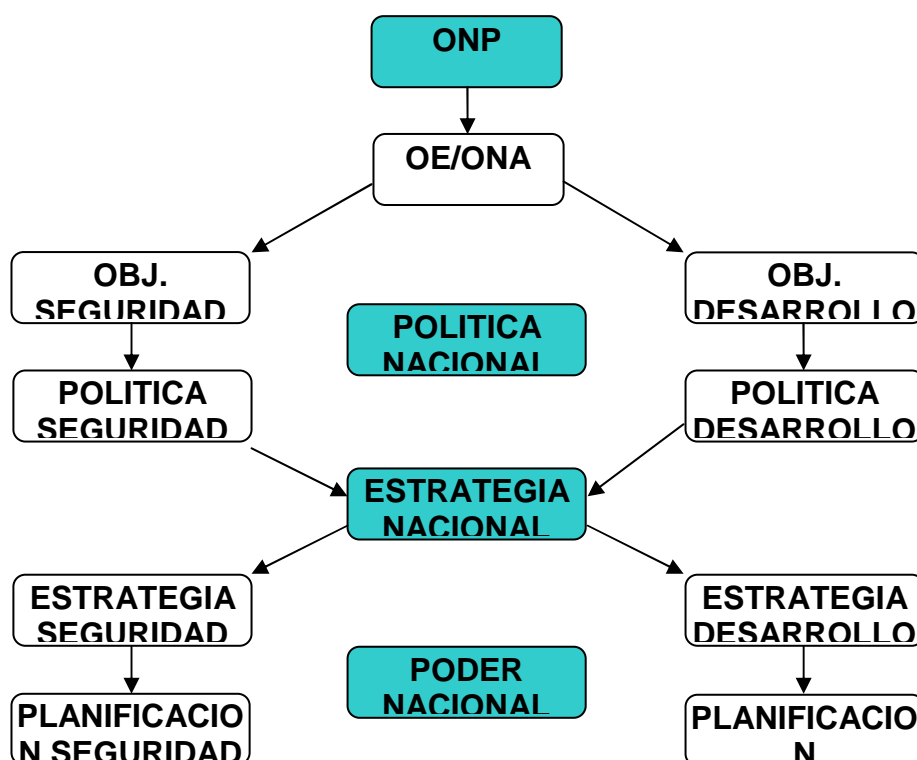 ONP
OE/ONA
OBJ.
SEGURIDAD
OBJ.
DESARROLLO
POLITICA
NACIONAL
POLITICA
SEGURIDAD
POLITICA
DESARROLLO
ESTRATEGIA
NACIONAL
ESTRATEGIA
SEGURIDAD
ESTRATEGIA
DESARROLLO
PODER
NACIONAL
PLANIFICACIO
N SEGURIDAD
PLANIFICACIO
N